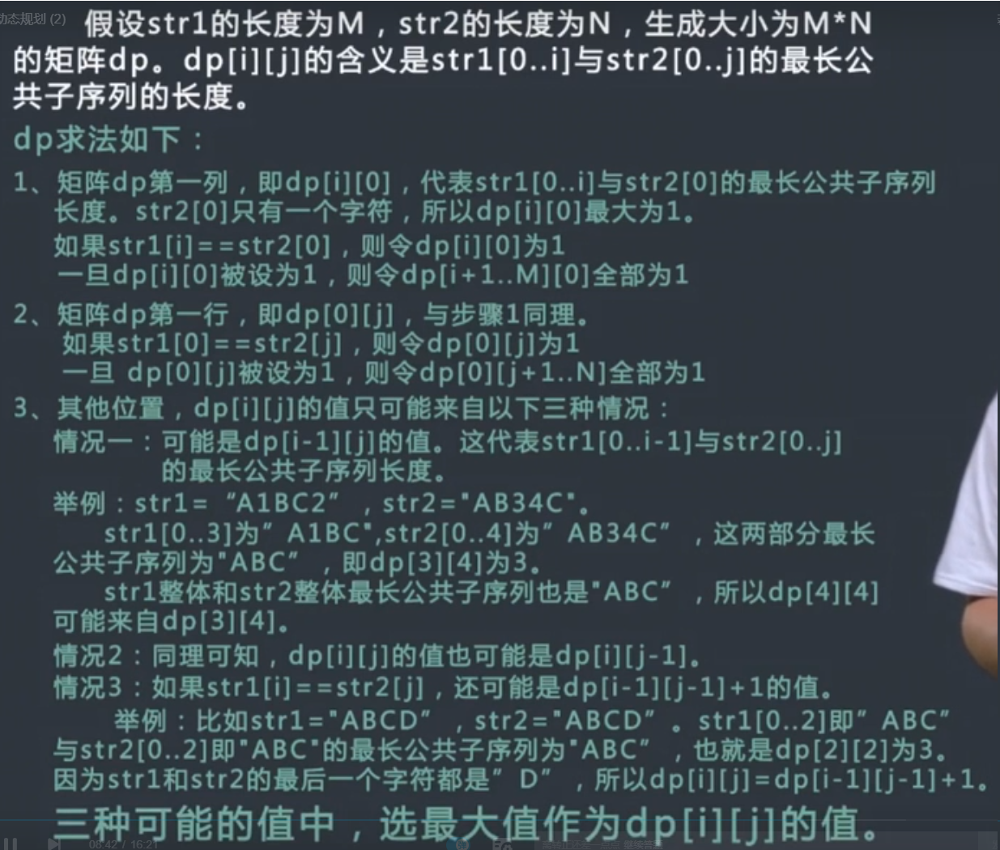 动态规划 (2)
假设str1的长度为M，str2的长度为N，生成大小为M*N
的矩阵dp。dp[i][j]的含义是str1[0..i]与str2[0..j]的最长公
共子序列的长度。
dp求法如下：
1、矩阵dp第一列，即dp[i][0]，代表str1[0..i]与str2[0]的最长公共子序列
长度。str2[0]只有一个字符，所以dp[i][0]最大为1。
如果str1[i]==str2[0]，则令dp[i][0]为1
一旦dp[i][0]被设为1，则令dp[i+1..M][0]全部为1
2、矩阵dp第一行，即dp[0][j]，与步骤1同理。
如果str1[0]==str2[j]，则令dp[0][j]为1
一旦 dp[0][j]被设为1，则令dp[0][j+1..N]全部为1
3、其他位置，dp[i][j]的值只可能来自以下三种情况：
情况一：可能是dp[i-1][j]的值。这代表str1[0..i-1]与str2[0..j]
的最长公共子序列长度。
举例：str1=“A1BC2”，str2="AB34C"。
str1[0..3]为”A1BC",str2[0..4]为”AB34C”，这两部分最长
公共子序列为"ABC”，即dp[3][4]为3。
str1整体和str2整体最长公共子序列也是"ABC”，所以dp[4][4]
可能来自dp[3][4]。
情况2：同理可知，dp[i][j]的值也可能是dp[i][j-1]。
情况3：如果str1[i]==str2[j]，还可能是dp[i-1][j-1]+1的值。
举例：比如str1="ABCD”，str2="ABCD”。str1[0..2]即”ABC”
与str2[0..2]即"ABC"的最长公共子序列为"ABC”，也就是dp[2][2]为3。
因为str1和str2的最后一个字符都是”D”，所以dp[i][j]=dp[i-1][j-1]+1。
三种可能的值中，选最大值作为dp[i][j]的值。
08:42 / 16:21